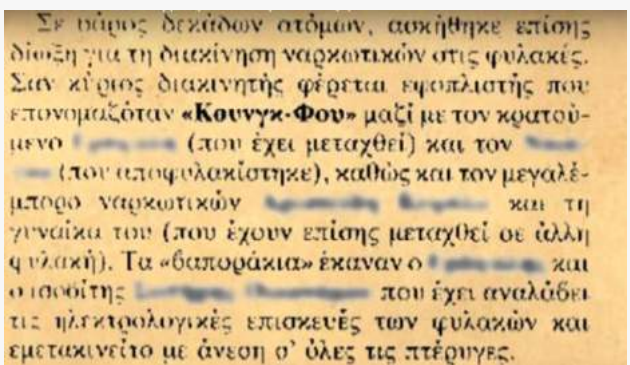 Σε βάρος δεκάδων ατόμων, ασκήθηκε επίσης
δίωξη για τη διακίνηση ναρκωτικών στις φυλακές.
Σαν κύριος διακινητής φέρεται εφοπλιστής που
επονομαζόταν «Κουνγκ-Φου» μαζί με τον κρατού-
μενο (που έχει μεταχθεί) και τον
(που αποφυλακίστηκε), καθώς και τον μεγαλέ-
μπορο ναρκωτικών και τη
γυναίκα του (που έχουν επίσης μεταχθεί σε άλλη
φυλακή). Τα «βαποράκια» έκαναν ο και
ο ισοβίτης που έχει αναλάβει
τις ηλεκτρολογικές επισκευές των φυλακών και
εμετακινείτο με άνεση σ' όλες τις πτέρυγες.